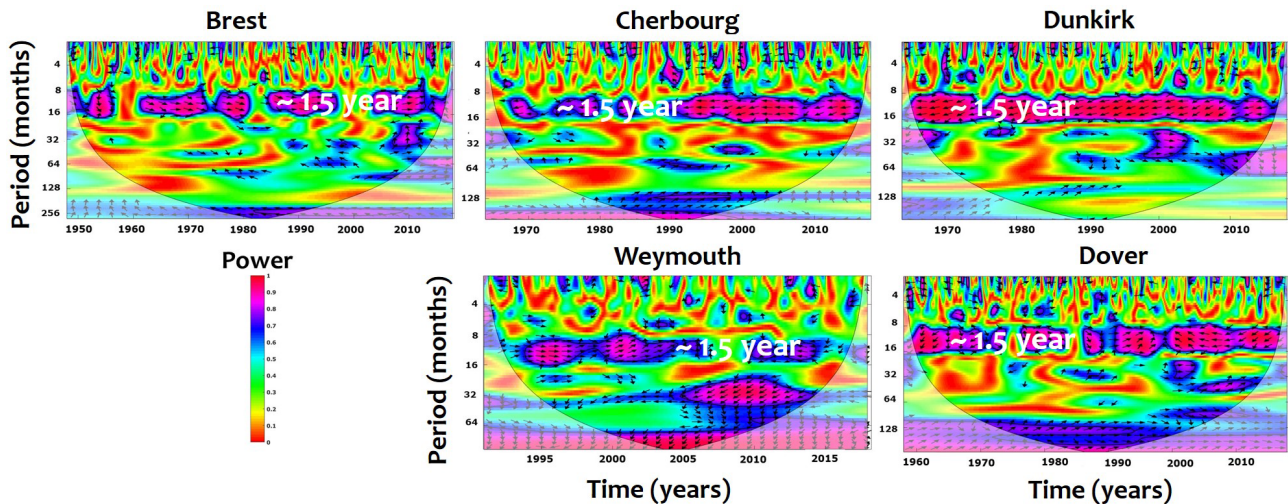 Brest
Cherbourg
Dunkirk
Period (months)
4
8
16
32
64
128
256
~ 1.5 year
1950 1960 1970 1980 1990 2000 2010
4
8
16
32
64
128
~ 1.5 year
1970 1980 1990 2000 2010
4
8
16
32
64
128
~ 1.5 year
1970 1980 1990 2000 2010
Power
1
0.9
0.8
0.7
0.6
0.5
0.4
0.3
0.2
0.1
0
Weymouth
Dover
Period (months)
4
8
16
32
64
~ 1.5 year
1995 2000 2005 2010 2015
Time (years)
4
8
16
32
64
128
~ 1.5 year
1960 1970 1980 1990 2000 2010
Time (years)